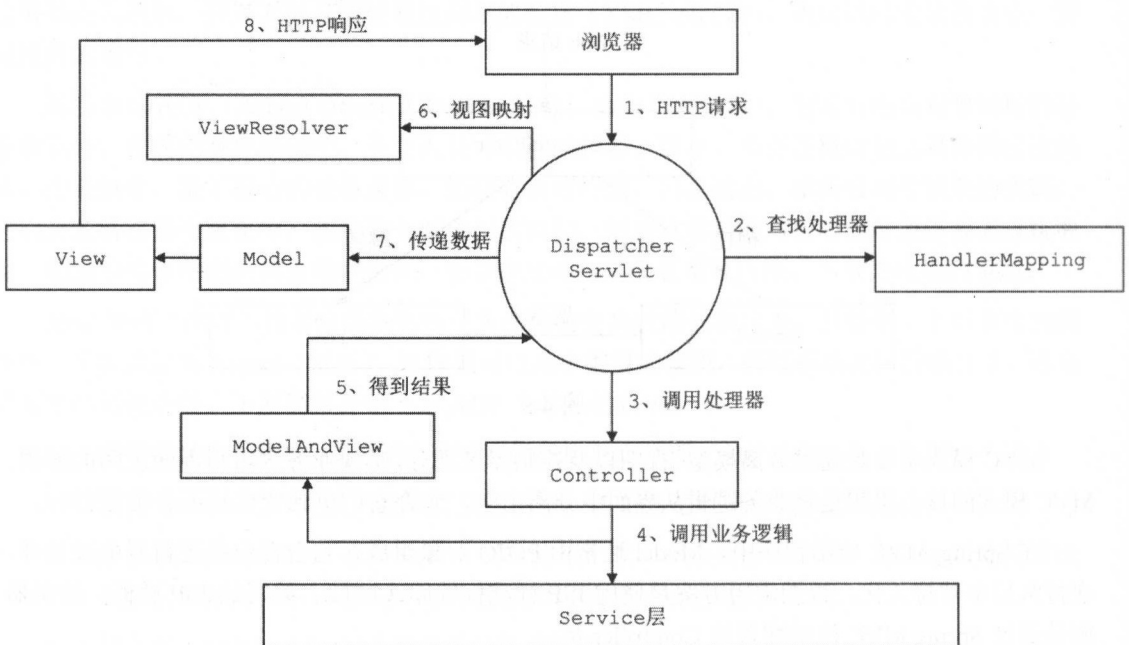 8、HTTP响应
浏览器
6、视图映射
1、HTTP请求
ViewResolver
2、查找处理器
7、传递数据
View
Model
Dispatcher
Servlet
HandlerMapping
5、得到结果
3、调用处理器
ModelAndView
Controller
4、调用业务逻辑
Service层